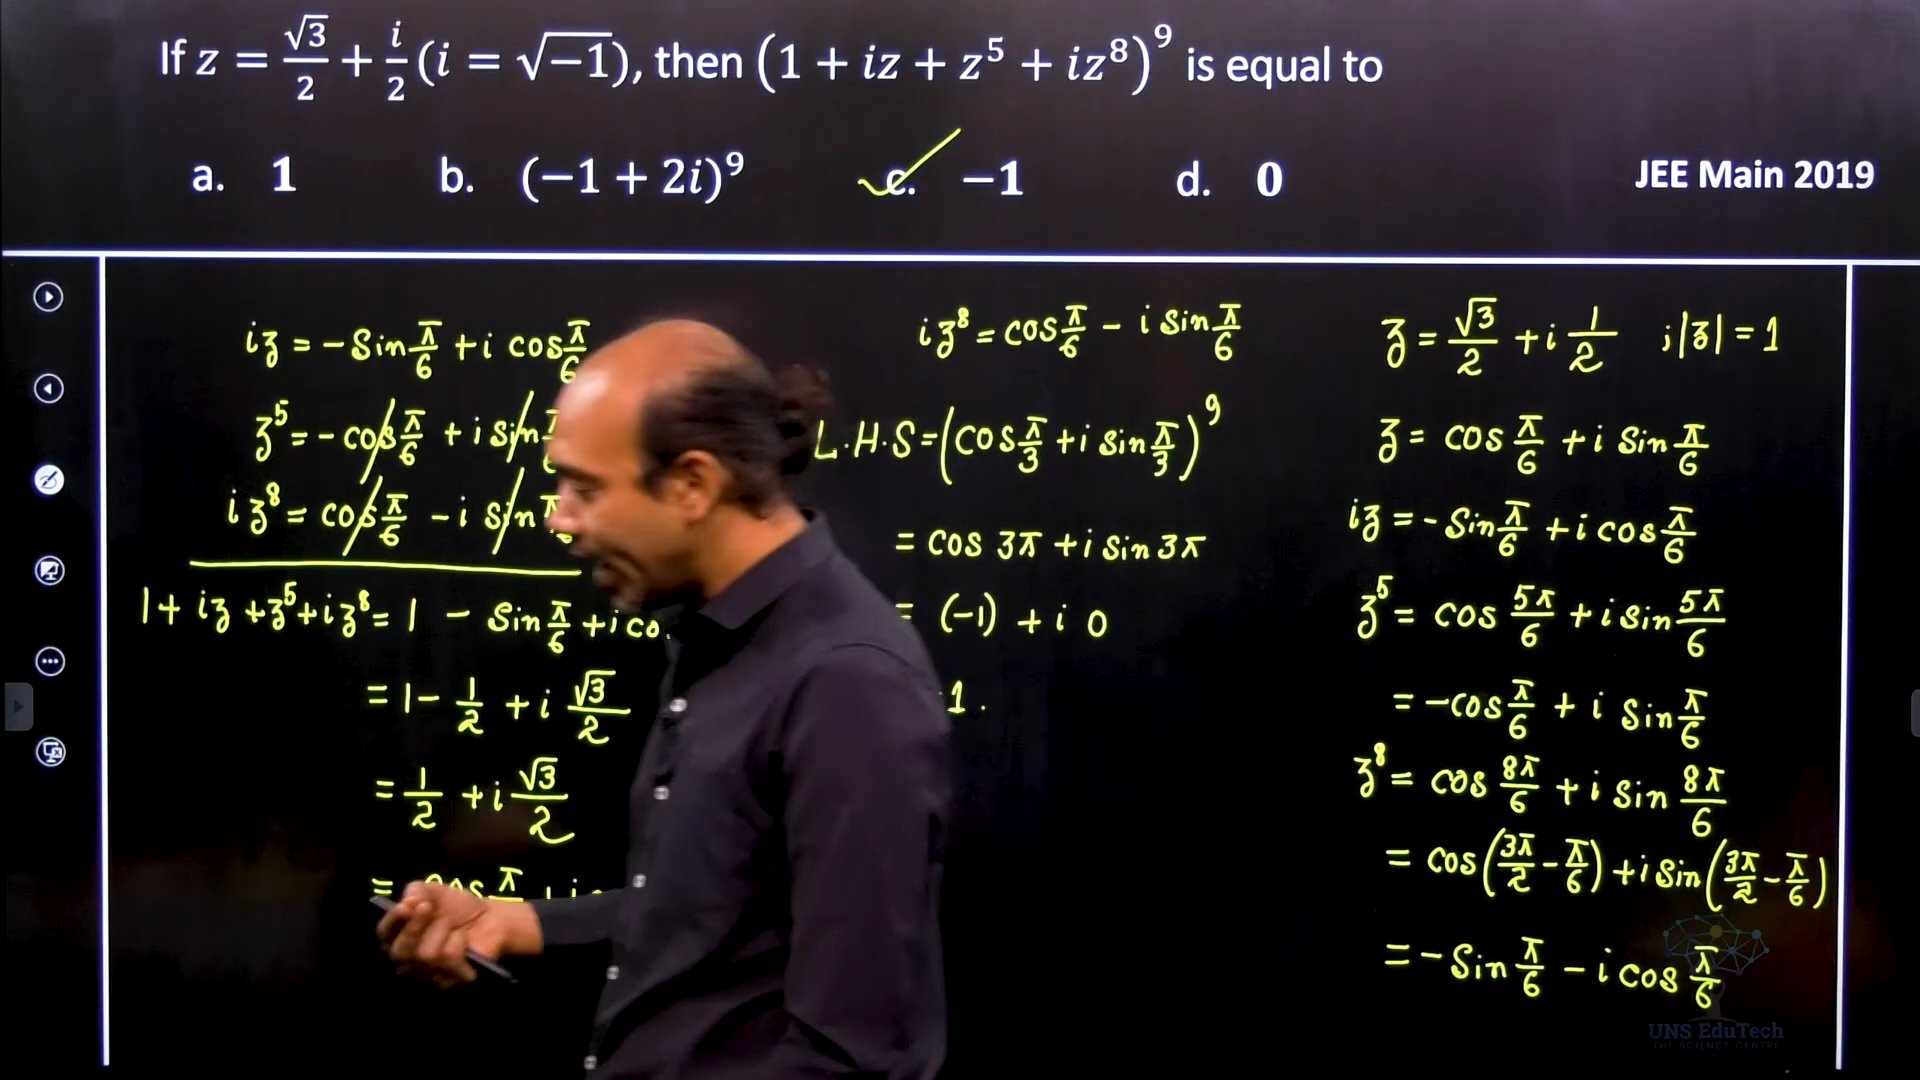 If z = √3/2 + i/2 (i = √−1), then (1 + iz + z⁵ + iz⁸)⁹ is equal to
a. 1 b. (−1 + 2i)⁹ c. −1 d. 0 JEE Main 2019
iz = - Sin π/6 + i cos π/6
z⁵ = - cos π/6 + i sin
iz⁸ = cos π/6 - i sin
1 + iz + z⁵ + iz⁸ = 1 - Sin π/6 + i co
= 1 - 1/2 + i √3/2
= 1/2 + i √3/2
= cos π
iz⁸ = cos π/6 - i sin π/6
L.H.S = (cos π/3 + i sin π/3)⁹
= cos 3π + i sin 3π
= (-1) + i 0
1.
z = √3/2 + i 1/2 ; |z| = 1
z = cos π/6 + i Sin π/6
iz = - Sin π/6 + i cos π/6
z⁵ = cos 5π/6 + i sin 5π/6
= -cos π/6 + i Sin π/6
z⁸ = cos 8π/6 + i sin 8π/6
= cos(3π/2 - π/6) + i Sin(3π/2 - π/6)
= - Sin π/6 - i cos π/6
UNS EduTech
THE SCIENCE CENTRE